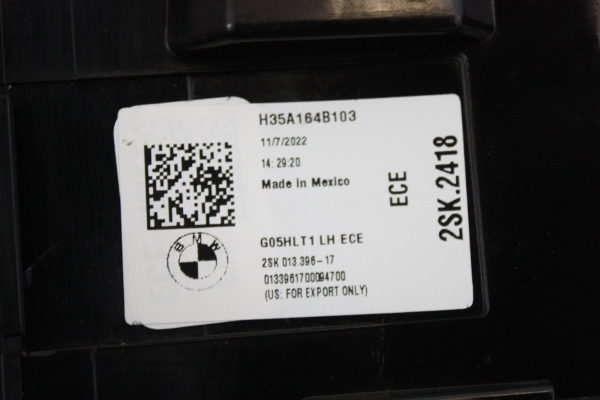 H35A164B103
11/7/2022
14:29:20
Made in Mexico
BMW
G05HLT1 LH ECE
2SK 013.396-17
0133961700094700
(US: FOR EXPORT ONLY)
ECE
2SK.2418